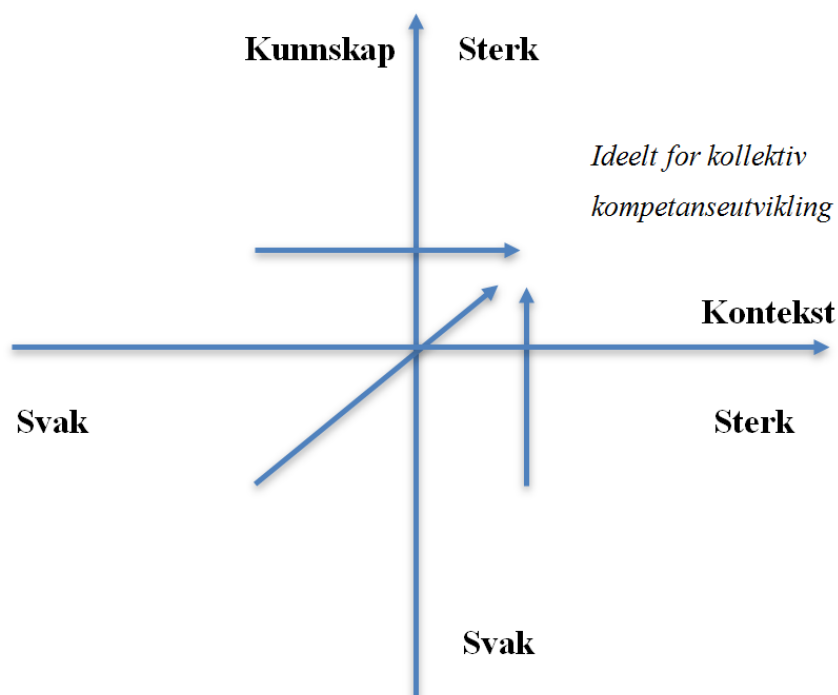 Kunnskap Sterk
Ideelt for kollektiv
kompetanseutvikling
Kontekst
Svak
Sterk
Svak